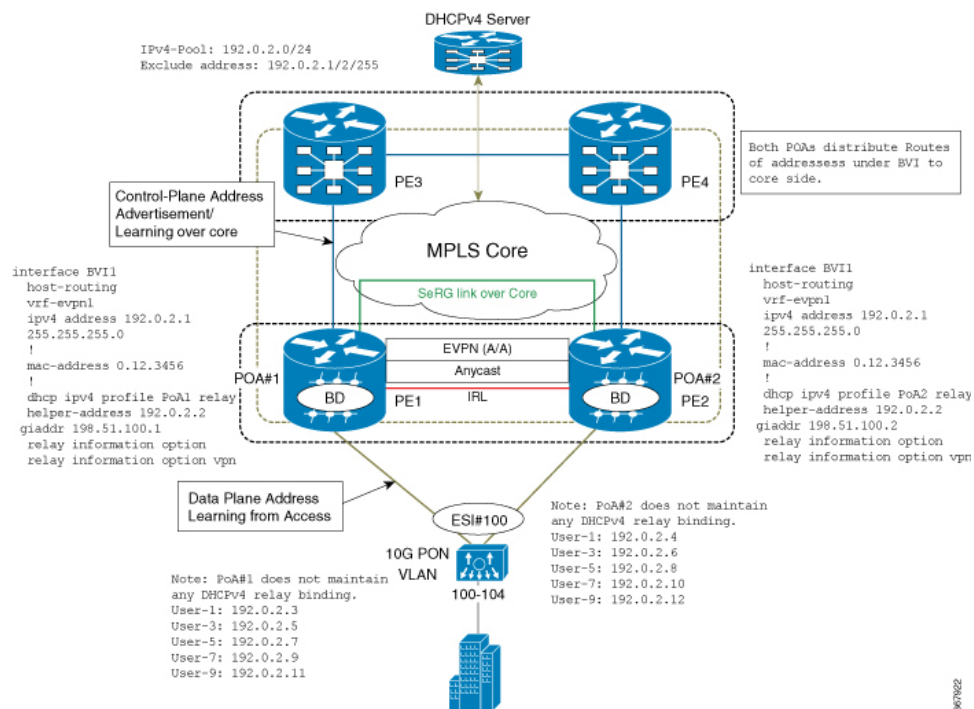 DHCPv4 Server
IPv4-Pool: 192.0.2.0/24
Exclude address: 192.0.2.1/2/255
PE3
PE4
Both POAs distribute Routes
of addressess under BVI to
core side.
Control-Plane Address
Advertisement/
Learning over core
MPLS Core
SeRG link over Core
interface BVI1
host-routing
vrf-evpn1
ipv4 address 192.0.2.1
255.255.255.0
!
mac-address 0.12.3456
!
dhcp ipv4 profile PoA1 relay
helper-address 192.0.2.2
giaddr 198.51.100.1
relay information option
relay information option vpn
POA#1
BD
PE1
EVPN (A/A)
Anycast
IRL
POA#2
BD
PE2
interface BVI1
host-routing
vrf-evpn1
ipv4 address 192.0.2.1
255.255.255.0
!
mac-address 0.12.3456
!
dhcp ipv4 profile PoA2 relay
helper-address 192.0.2.2
giaddr 198.51.100.2
relay information option
relay information option vpn
Data Plane Address
Learning from Access
ESI#100
10G PON
VLAN
100-104
Note: PoA#1 does not maintain
any DHCPv4 relay binding.
User-1: 192.0.2.3
User-3: 192.0.2.5
User-5: 192.0.2.7
User-7: 192.0.2.9
User-9: 192.0.2.11
Note: PoA#2 does not maintain
any DHCPv4 relay binding.
User-1: 192.0.2.4
User-3: 192.0.2.6
User-5: 192.0.2.8
User-7: 192.0.2.10
User-9: 192.0.2.12